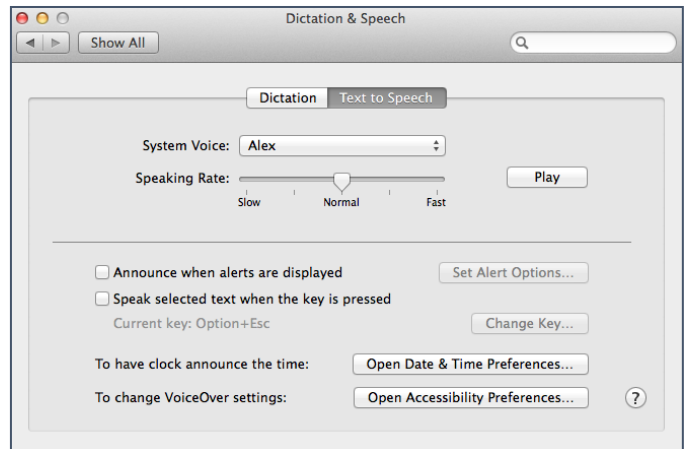 Dictation & Speech
Show All
Dictation Text to Speech
System Voice: Alex
Speaking Rate:
Slow Normal Fast
Play
Announce when alerts are displayed Set Alert Options...
Speak selected text when the key is pressed
Current key: Option+Esc Change Key...
To have clock announce the time: Open Date & Time Preferences...
To change VoiceOver settings: Open Accessibility Preferences... ?